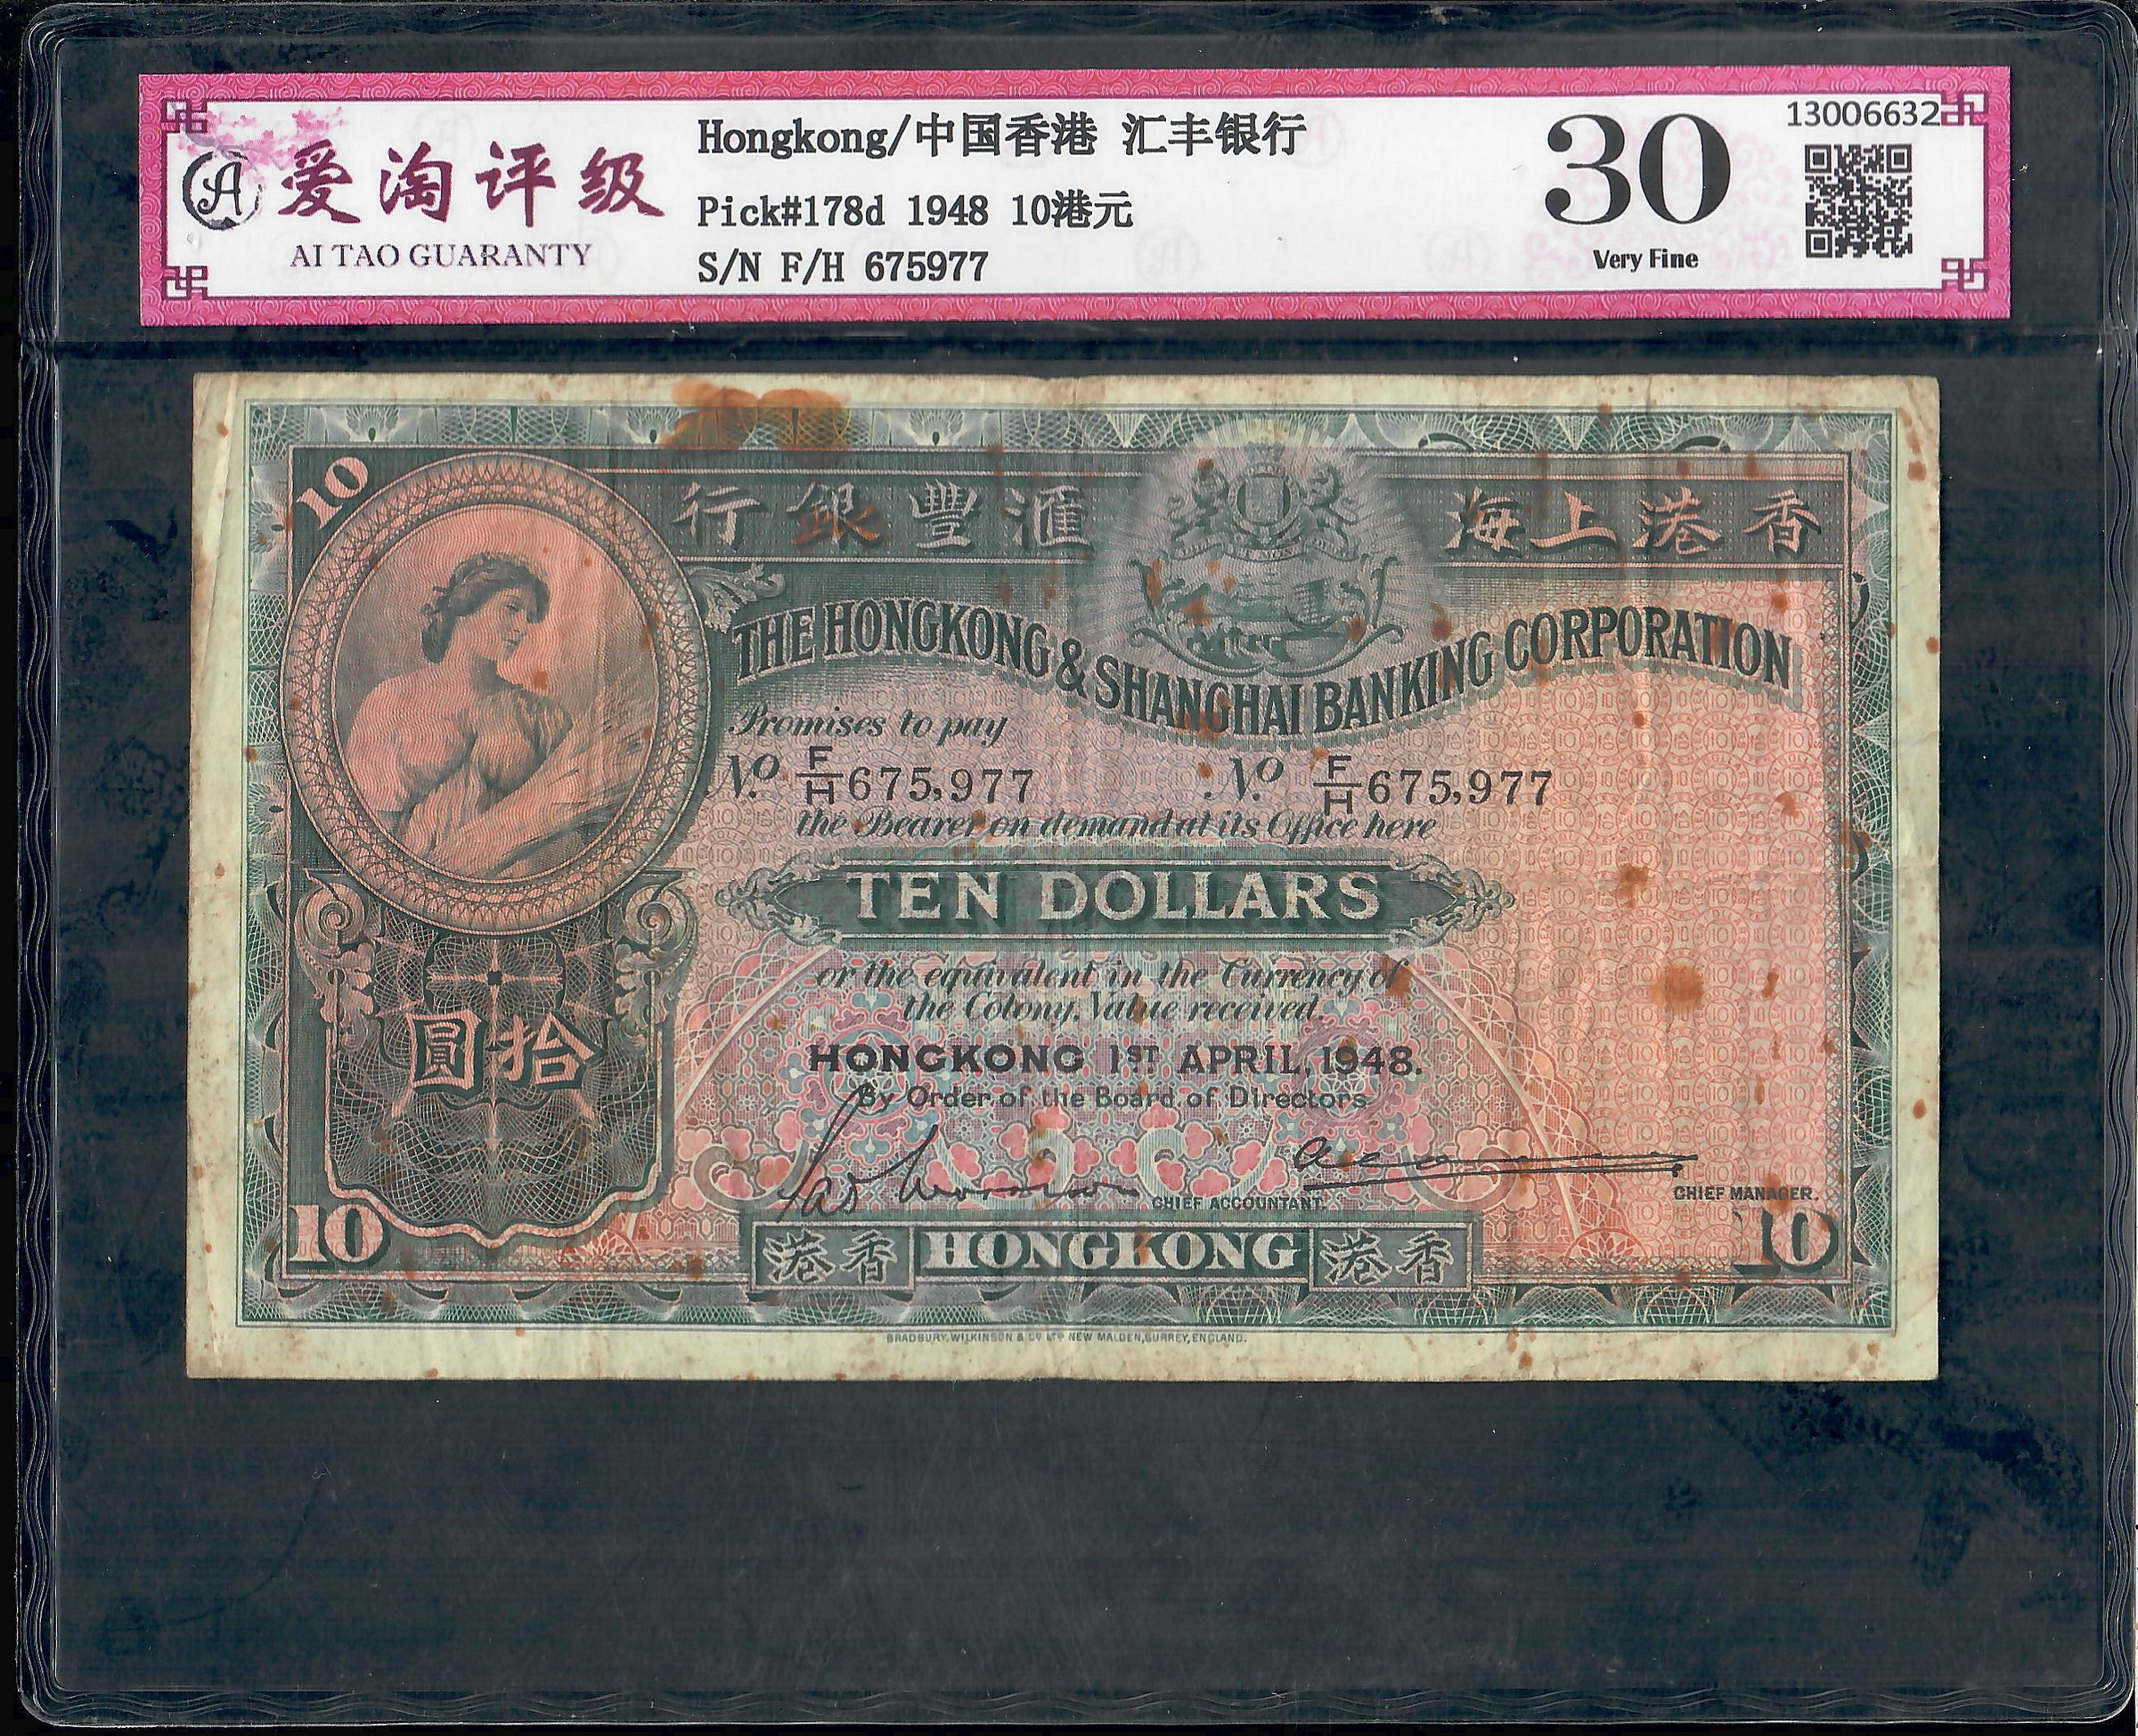 爱淘评级
AI TAO GUARANTY
Hongkong/中国香港 汇丰银行
Pick#178d 1948 10港元
S/N F/H 675977
30
Very Fine
13006632
10
行銀豐滙 海上港香
THE HONGKONG & SHANGHAI BANKING CORPORATION
Promises to pay
No. F/H 675,977 No. F/H 675,977
the Bearer on demand at its Office here
TEN DOLLARS
or the equivalent in the Currency of
the Colony, Value received.
圓拾
HONGKONG 1ST APRIL, 1948.
By Order of the Board of Directors
CHIEF ACCOUNTANT.
CHIEF MANAGER.
10 港香 HONGKONG 港香 10
BRADBURY, WILKINSON & Co LTD NEW MALDEN, SURREY, ENGLAND.